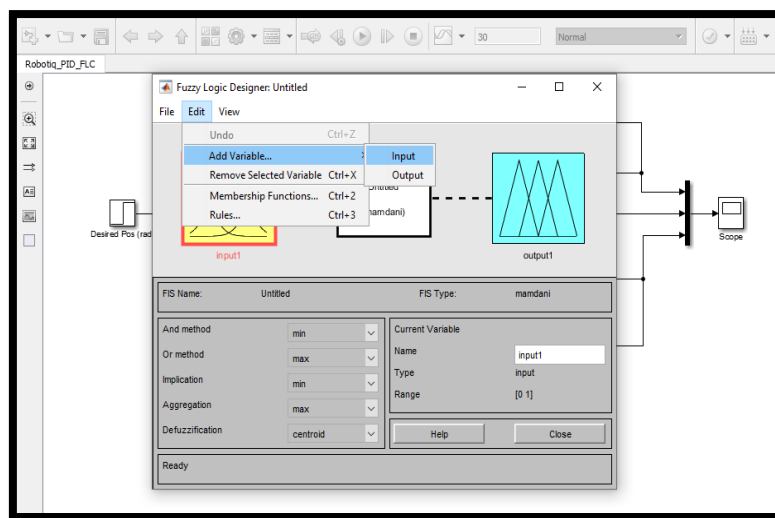 30 Normal
Robotiq_PID_FLC
Fuzzy Logic Designer: Untitled
File Edit View
Undo Ctrl+Z
Add Variable...
Input
Remove Selected Variable Ctrl+X
Output
Membership Functions... Ctrl+2
Rules... Ctrl+3
Untitled
(mamdani)
Desired Pos (rad
input1
output1
Scope
FIS Name: Untitled FIS Type: mamdani
And method min
Or method max
Implication min
Aggregation max
Defuzzification centroid
Current Variable
Name input1
Type input
Range [0 1]
Help Close
Ready